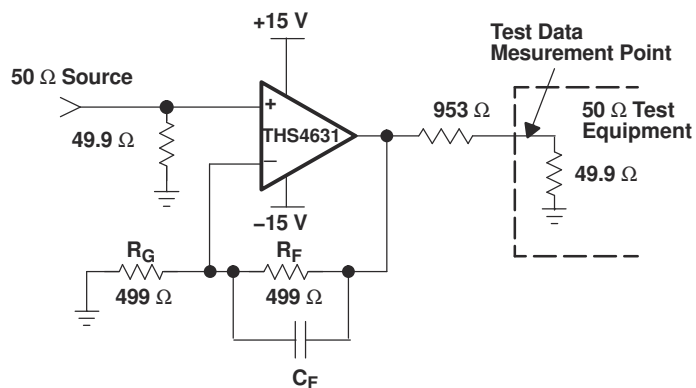 +15 V
Test Data
Mesurement Point
50 Ω Source
+
THS4631
953 Ω
50 Ω Test
Equipment
49.9 Ω
−
49.9 Ω
−15 V
RG
RF
499 Ω
499 Ω
CF